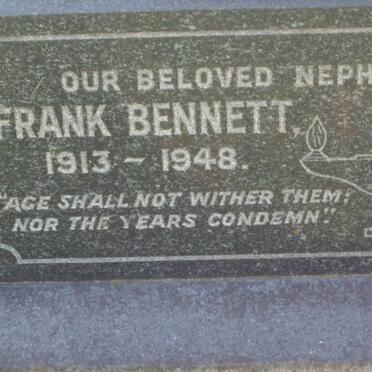 OUR BELOVED NEPH
FRANK BENNETT,
1913 ~ 1948.
"AGE SHALL NOT WITHER THEM;
NOR THE YEARS CONDEMN."